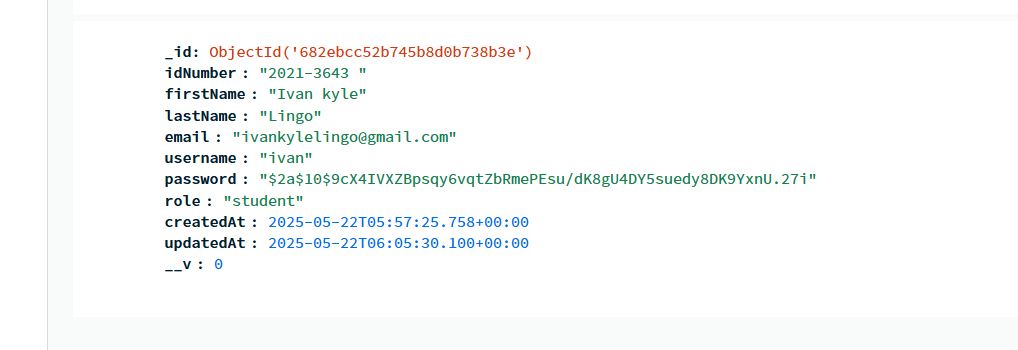 _id: ObjectId('682ebcc52b745b8d0b738b3e')
idNumber : "2021-3643 "
firstName : "Ivan kyle"
lastName : "Lingo"
email : "ivankylelingo@gmail.com"
username : "ivan"
password : "$2a$10$9cX4IVXZBpsqy6vqtZbRmePEsu/dK8gU4DY5suedy8DK9YxnU.27i"
role : "student"
createdAt : 2025-05-22T05:57:25.758+00:00
updatedAt : 2025-05-22T06:05:30.100+00:00
__v : 0